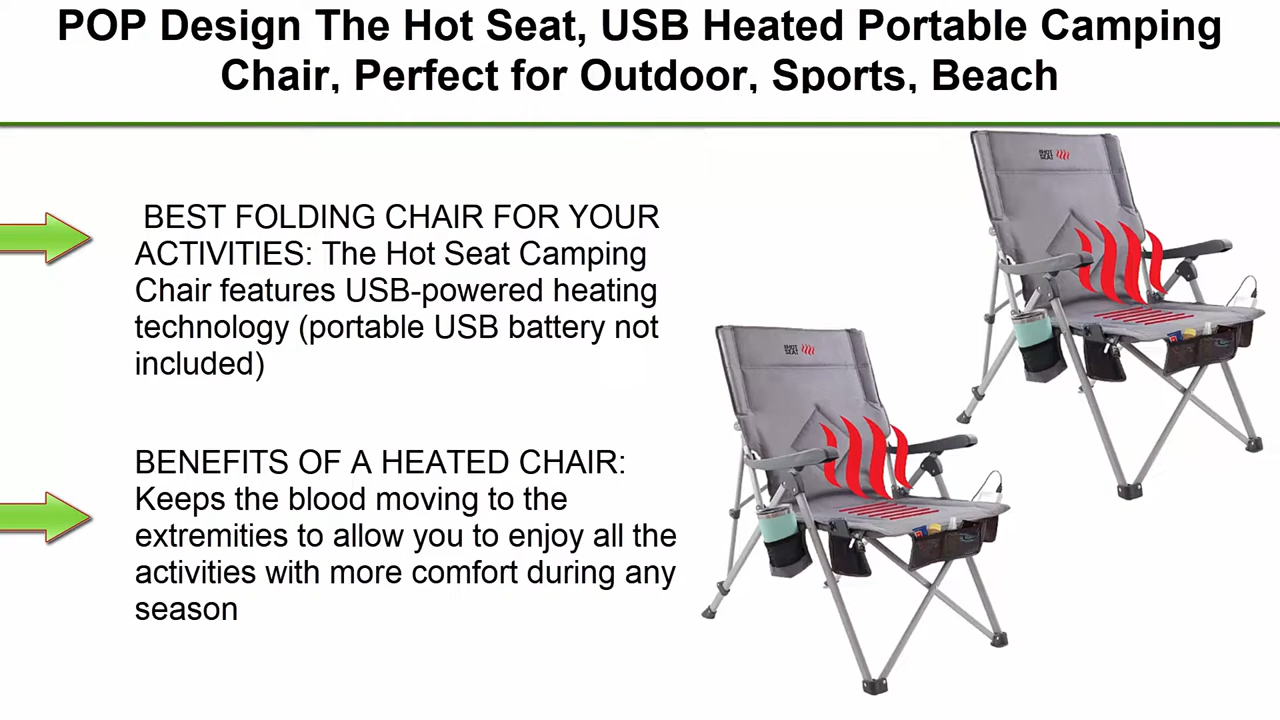 POP Design The Hot Seat, USB Heated Portable Camping
Chair, Perfect for Outdoor, Sports, Beach
BEST FOLDING CHAIR FOR YOUR
ACTIVITIES: The Hot Seat Camping
Chair features USB-powered heating
technology (portable USB battery not
included)
BENEFITS OF A HEATED CHAIR:
Keeps the blood moving to the
extremities to allow you to enjoy all the
activities with more comfort during any
season